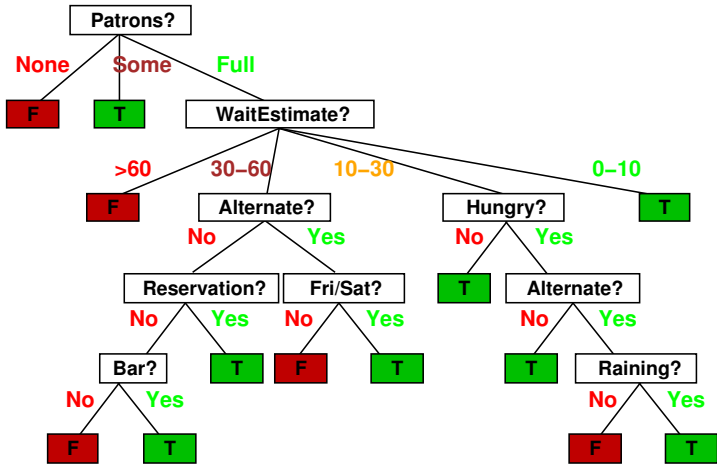 Patrons?
None Some Full
F T WaitEstimate?
>60 30–60 10–30 0–10
F Alternate? Hungry? T
No Yes No Yes
Reservation? Fri/Sat? T Alternate?
No Yes No Yes No Yes
Bar? T F T T Raining?
No Yes No Yes
F T F T